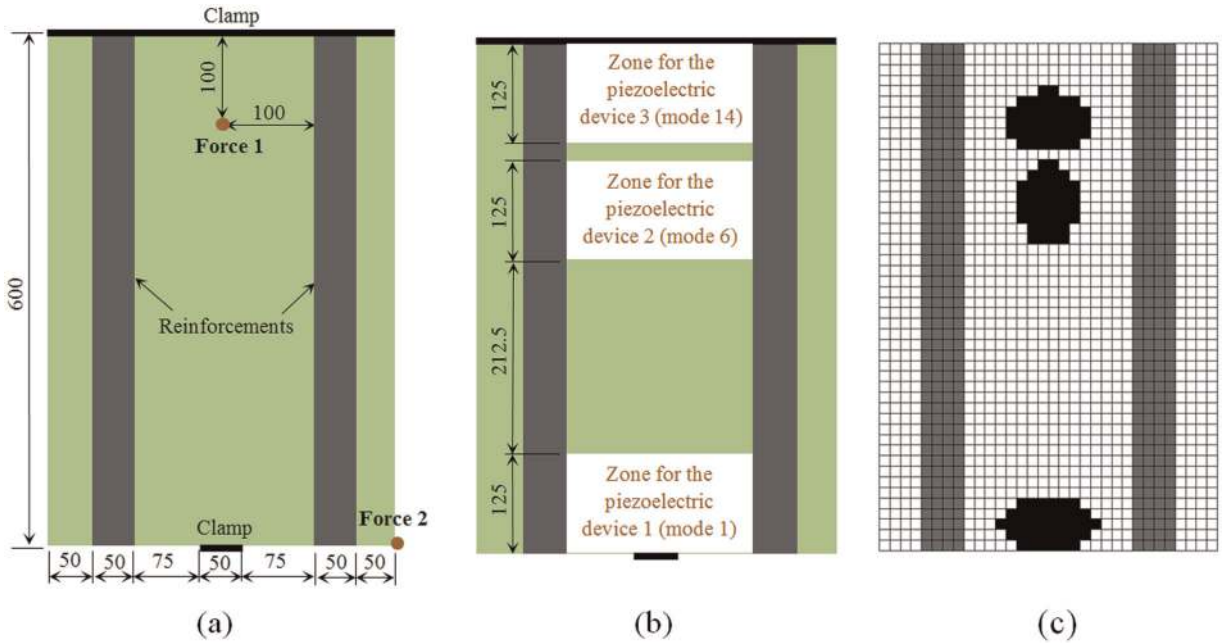 Clamp
100
100
Force 1
600
Reinforcements
Clamp
Force 2
50 50 75 50 75 50 50
(a)
125
Zone for the
piezoelectric
device 3 (mode 14)
125
Zone for the
piezoelectric
device 2 (mode 6)
212.5
125
Zone for the
piezoelectric
device 1 (mode 1)
(b)
(c)